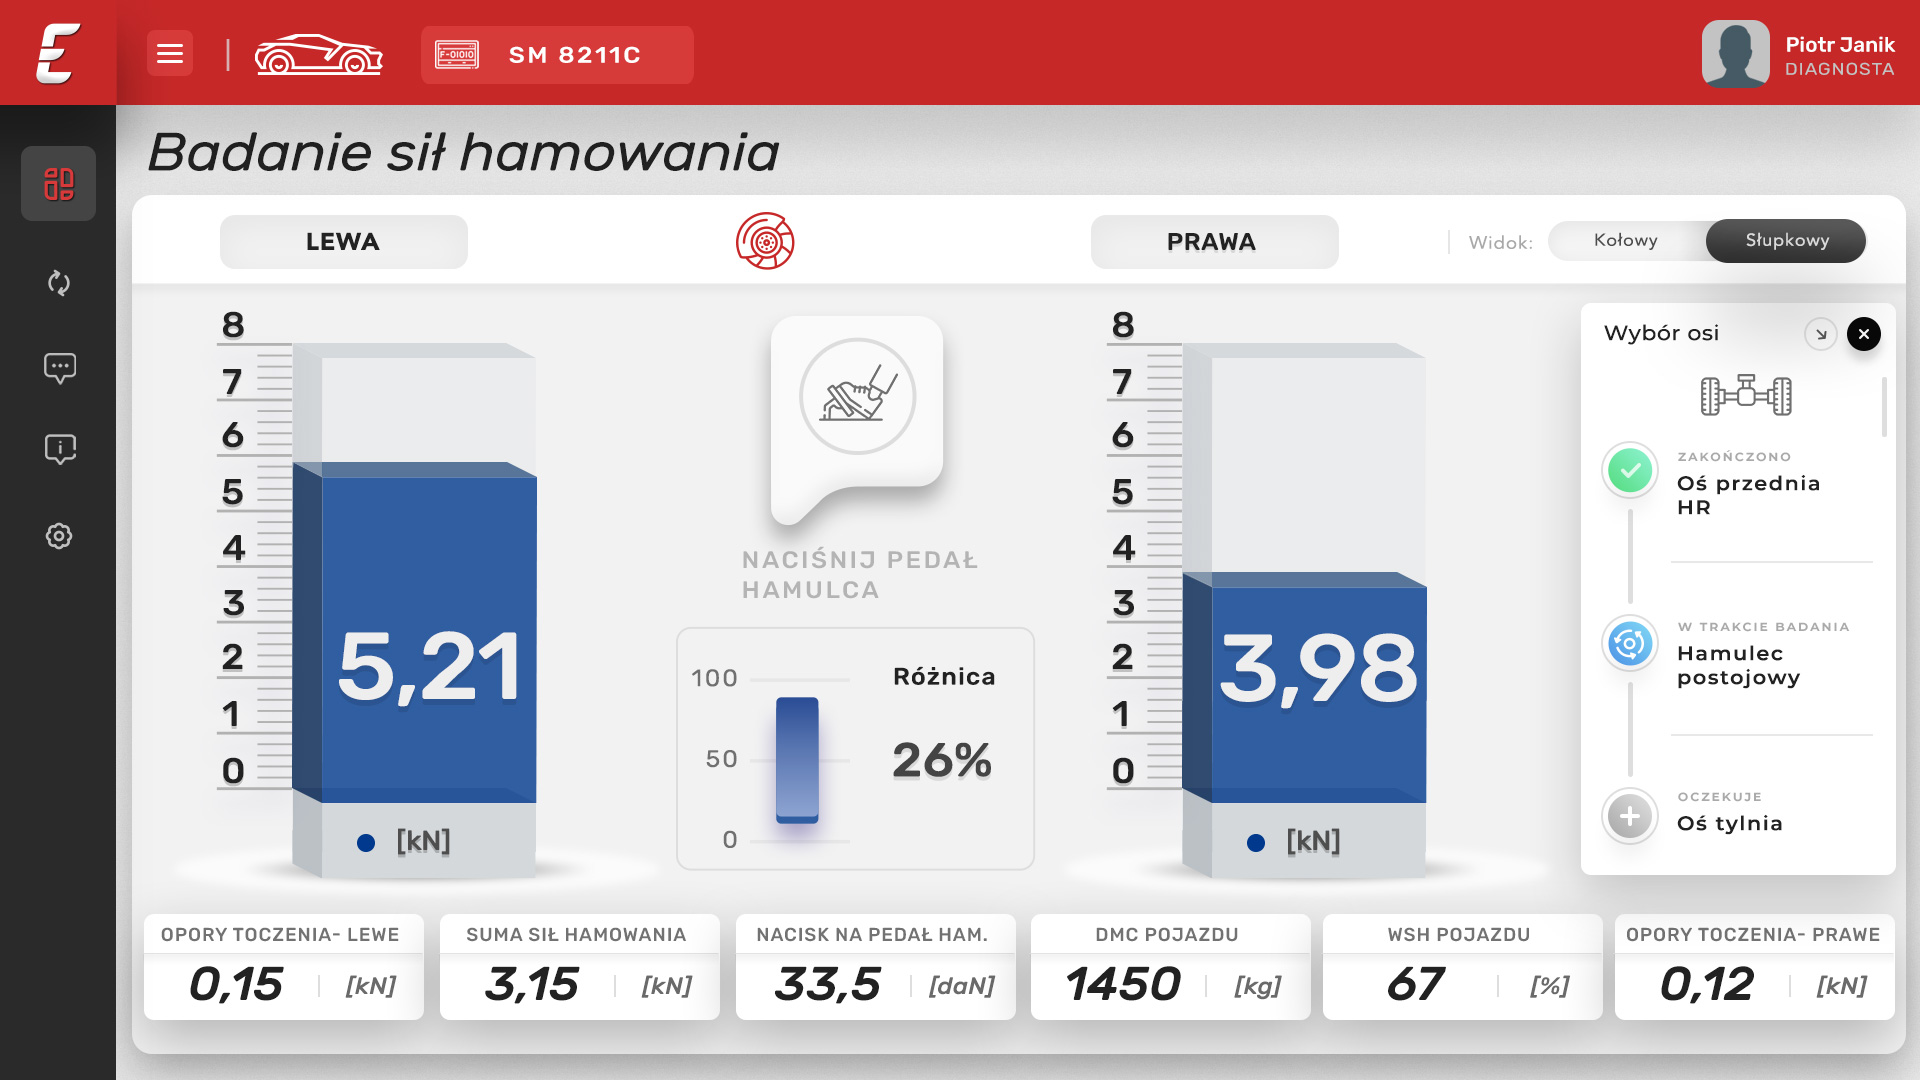 E
F-01010
SM 8211C
Piotr Janik
DIAGNOSTA
Badanie sił hamowania
LEWA
PRAWA
Widok:
Kołowy
Słupkowy
8
7
6
5
4
3
2
1
0
5,21
[kN]
NACIŚNIJ PEDAŁ
HAMULCA
100
50
0
Różnica
26%
8
7
6
5
4
3
2
1
0
3,98
[kN]
Wybór osi
ZAKOŃCZONO
Oś przednia
HR
W TRAKCIE BADANIA
Hamulec
postojowy
OCZEKUJE
Oś tylnia
OPORY TOCZENIA- LEWE
0,15 [kN]
SUMA SIŁ HAMOWANIA
3,15 [kN]
NACISK NA PEDAŁ HAM.
33,5 [daN]
DMC POJAZDU
1450 [kg]
WSH POJAZDU
67 [%]
OPORY TOCZENIA- PRAWE
0,12 [kN]